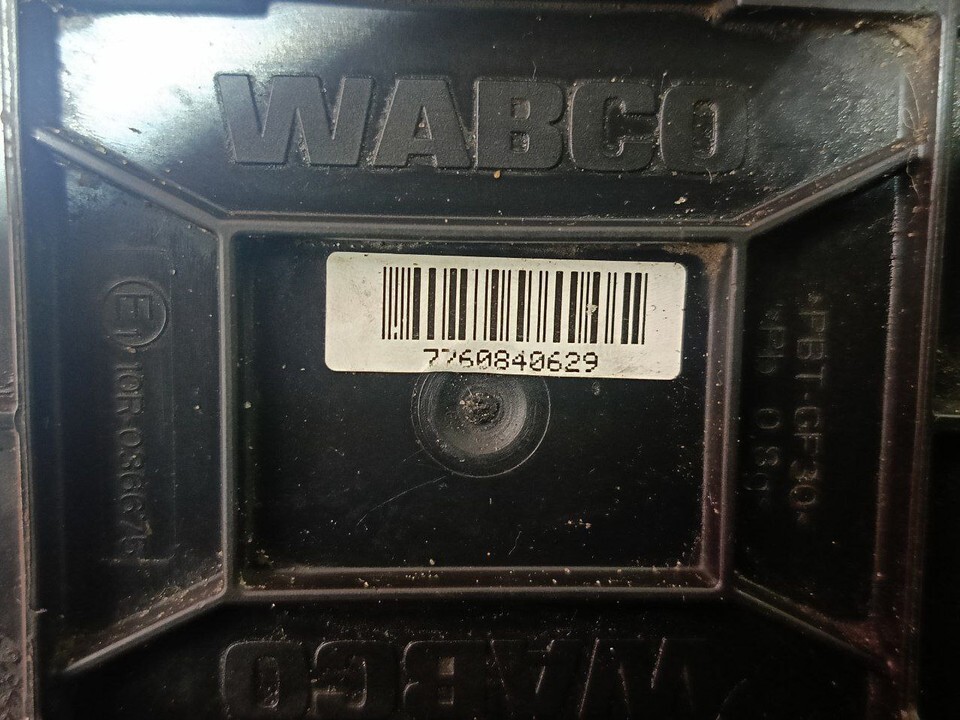 WABCO
7760840629
E1
10R-036675
>PBT-GF30<
WABCO